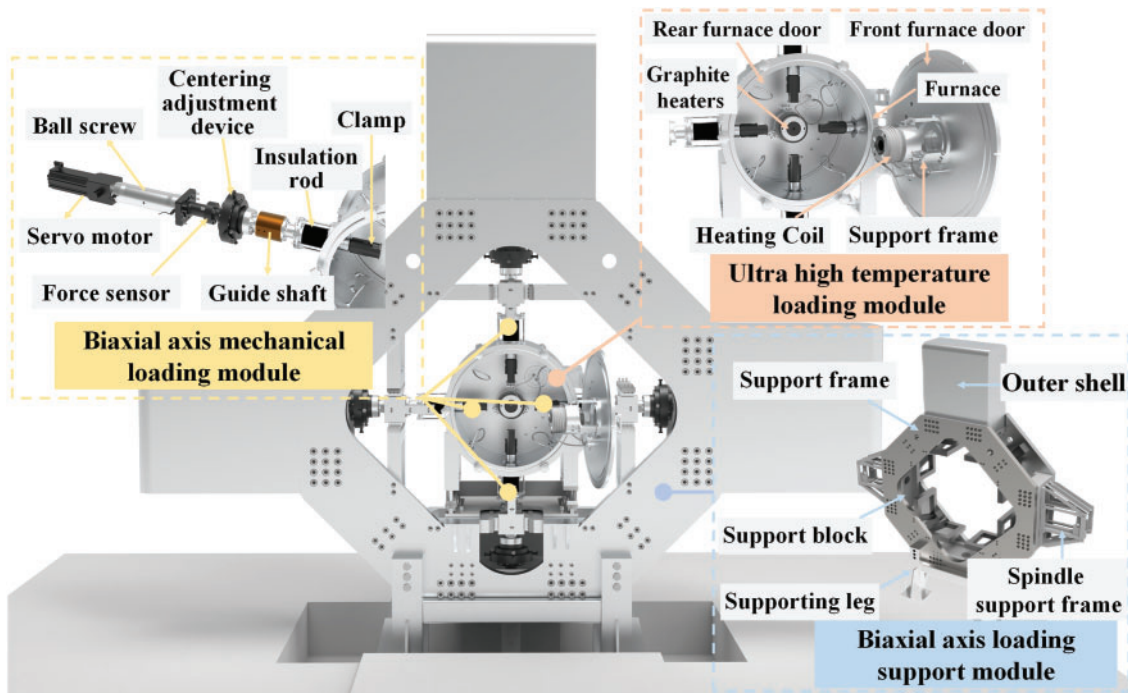 Centering
adjustment
device
Ball screw
Clamp
Insulation
rod
Servo motor
Force sensor
Guide shaft
Biaxial axis mechanical
loading module
Rear furnace door
Front furnace door
Graphite
heaters
Furnace
Heating Coil
Support frame
Ultra high temperature
loading module
Support frame
Outer shell
Support block
Supporting leg
Spindle
support frame
Biaxial axis loading
support module